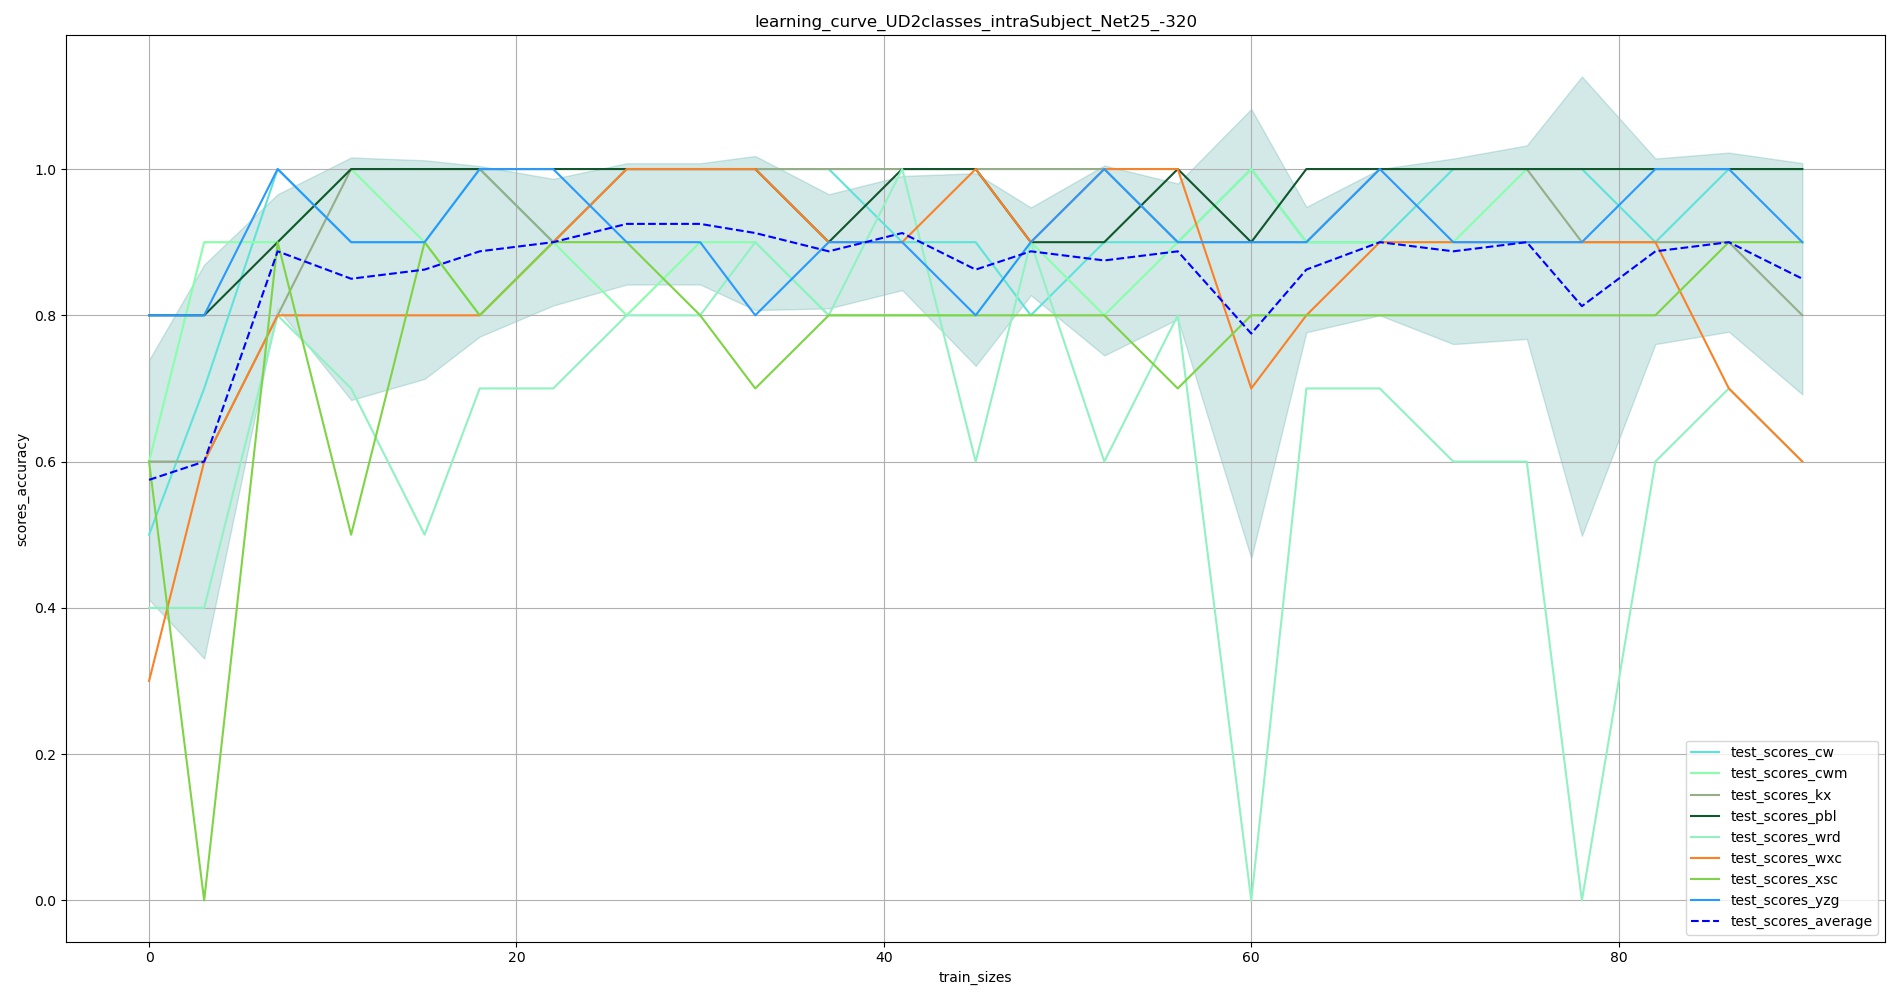 learning_curve_UD2classes_intraSubject_Net25_-320
1.0
0.8
0.6
0.4
0.2
0.0
scores_accuracy
0 20 40 60 80
train_sizes
test_scores_cw
test_scores_cwm
test_scores_kx
test_scores_pbl
test_scores_wrd
test_scores_wxc
test_scores_xsc
test_scores_yzg
test_scores_average